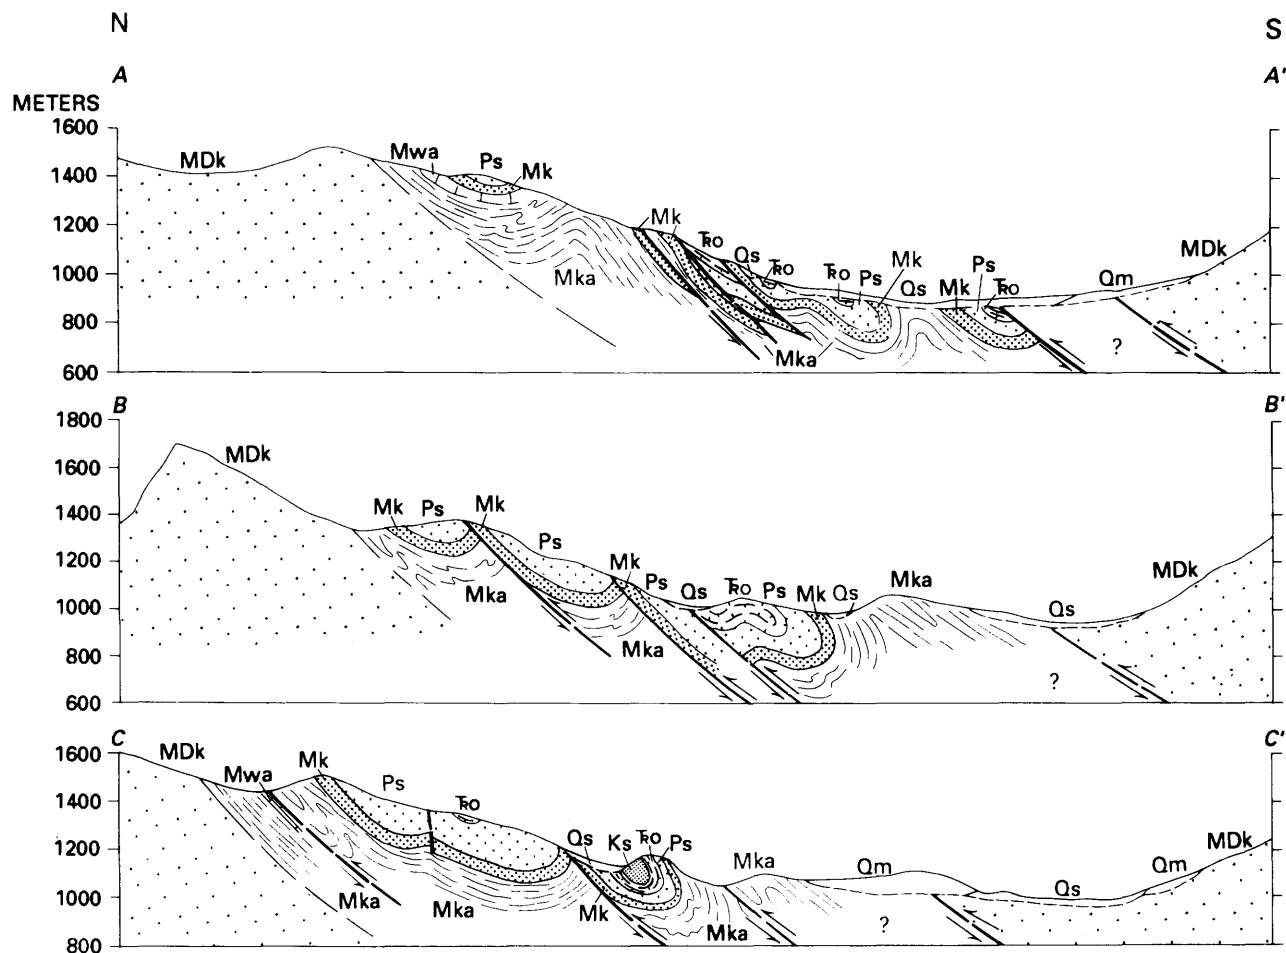 N S
A A'
METERS
1600
MDk Mwa Ps Mk
1400
1200 Mk TRo Qs TRo TRo Ps Mk Qs Mk Ps TRo Qm MDk
1000 Mka
800 Mka ?
600
B B'
1800
MDk
1600
Mk Ps Mk
1400 Ps
1200 Mka Mk Ps Qs TRo Ps Mk Qs Mka MDk
1000 Qs
800 Mka ?
600
C C'
1600 MDk Mwa Mk Ps TRo
1400
1200 Qs Ks TRo Ps Mka Qm Qm MDk
1000 Mka Mka Mk Mka ? Qs
800